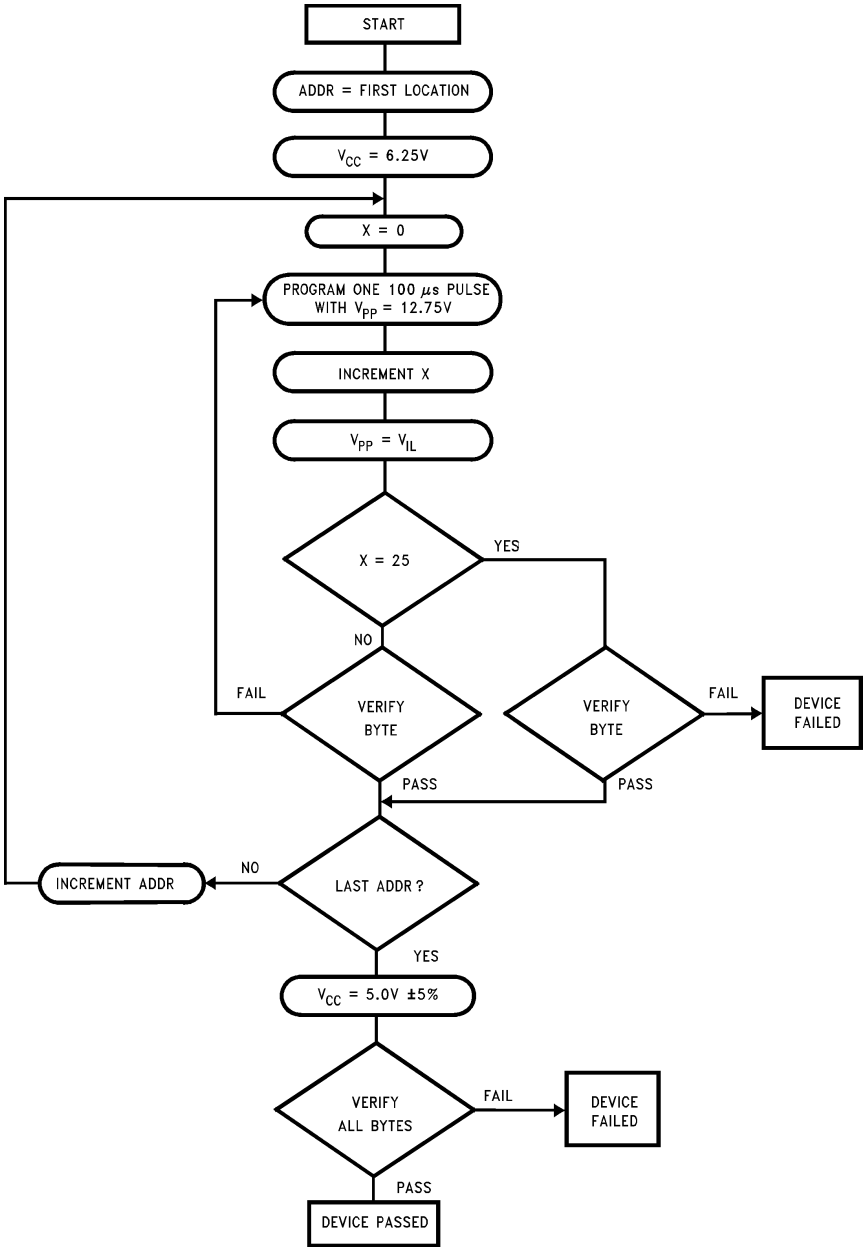 START
ADDR = FIRST LOCATION
VCC = 6.25V
X = 0
PROGRAM ONE 100 µs PULSE
WITH VPP = 12.75V
INCREMENT X
VPP = VIL
X = 25
YES
NO
FAIL
VERIFY
BYTE
PASS
VERIFY
BYTE
FAIL
DEVICE
FAILED
PASS
LAST ADDR?
NO
INCREMENT ADDR
YES
VCC = 5.0V ±5%
VERIFY
ALL BYTES
FAIL
DEVICE
FAILED
PASS
DEVICE PASSED